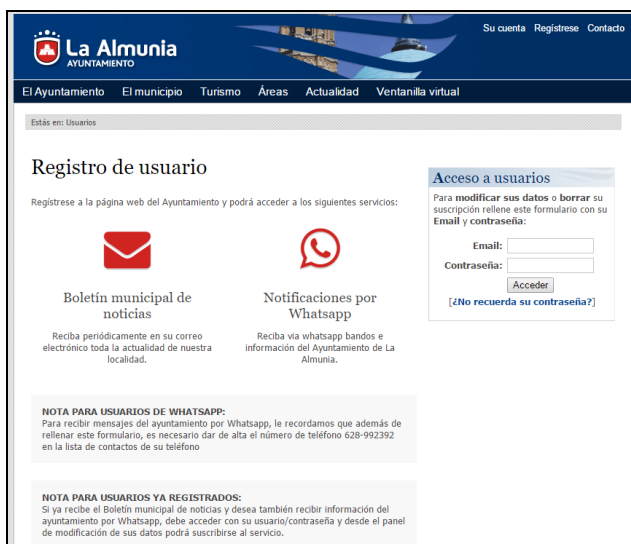 Su cuenta Regístrese Contacto
La Almunia
AYUNTAMIENTO
El Ayuntamiento El municipio Turismo Áreas Actualidad Ventanilla virtual
Estás en: Usuarios
Registro de usuario
Regístrese a la página web del Ayuntamiento y podrá acceder a los siguientes servicios:
Boletín municipal de
noticias
Reciba periódicamente en su correo
electrónico toda la actualidad de nuestra
localidad.
Notificaciones por
Whatsapp
Reciba via whatsapp bandos e
información del Ayuntamiento de La
Almunia.
NOTA PARA USUARIOS DE WHATSAPP:
Para recibir mensajes del ayuntamiento por Whatsapp, le recordamos que además de
rellenar este formulario, es necesario dar de alta el número de teléfono 628-992392
en la lista de contactos de su teléfono
NOTA PARA USUARIOS YA REGISTRADOS:
Si ya recibe el Boletín municipal de noticias y desea también recibir información del
ayuntamiento por Whatsapp, debe acceder con su usuario/contraseña y desde el panel
de modificación de sus datos podrá suscribirse al servicio.
Acceso a usuarios
Para modificar sus datos o borrar su
suscripción rellene este formulario con su
Email y contraseña:
Email:
Contraseña:
Acceder
[¿No recuerda su contraseña?]